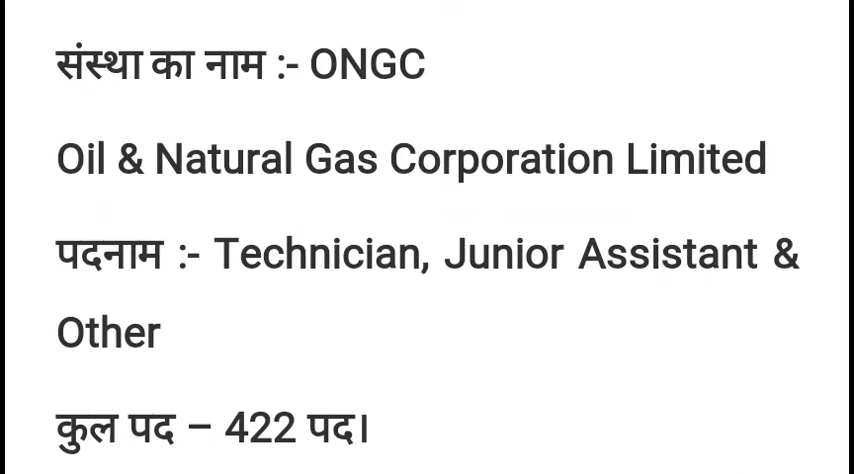 संस्था का नाम :- ONGC
Oil & Natural Gas Corporation Limited
पदनाम :- Technician, Junior Assistant &
Other
कुल पद – 422 पद।